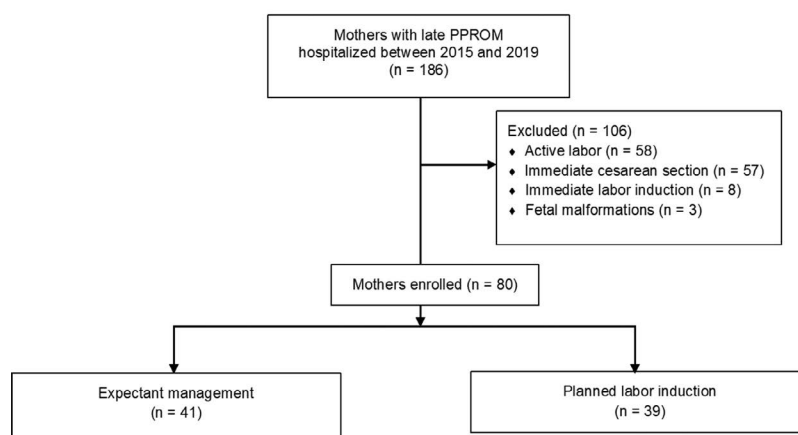 Mothers with late PPROM
hospitalized between 2015 and 2019
(n = 186)
Excluded (n = 106)
♦ Active labor (n = 58)
♦ Immediate cesarean section (n = 57)
♦ Immediate labor induction (n = 8)
♦ Fetal malformations (n = 3)
Mothers enrolled (n = 80)
Expectant management
(n = 41)
Planned labor induction
(n = 39)